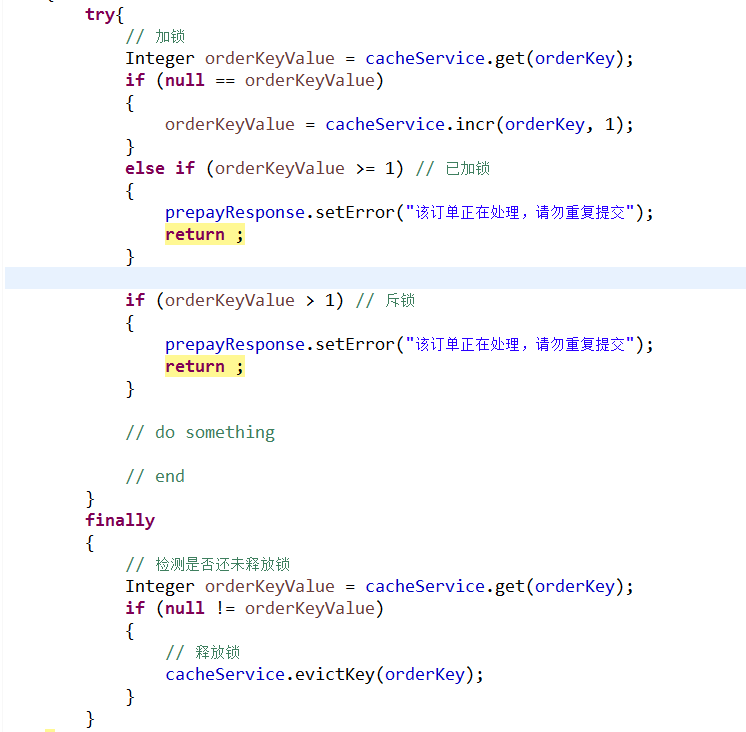 try{
// 加锁
Integer orderKeyValue = cacheService.get(orderKey);
if (null == orderKeyValue)
{
orderKeyValue = cacheService.incr(orderKey, 1);
}
else if (orderKeyValue >= 1) // 已加锁
{
prepayResponse.setError("该订单正在处理，请勿重复提交");
return ;
}
if (orderKeyValue > 1) // 斥锁
{
prepayResponse.setError("该订单正在处理，请勿重复提交");
return ;
}
// do something
// end
}
finally
{
// 检测是否还未释放锁
Integer orderKeyValue = cacheService.get(orderKey);
if (null != orderKeyValue)
{
// 释放锁
cacheService.evictKey(orderKey);
}
}